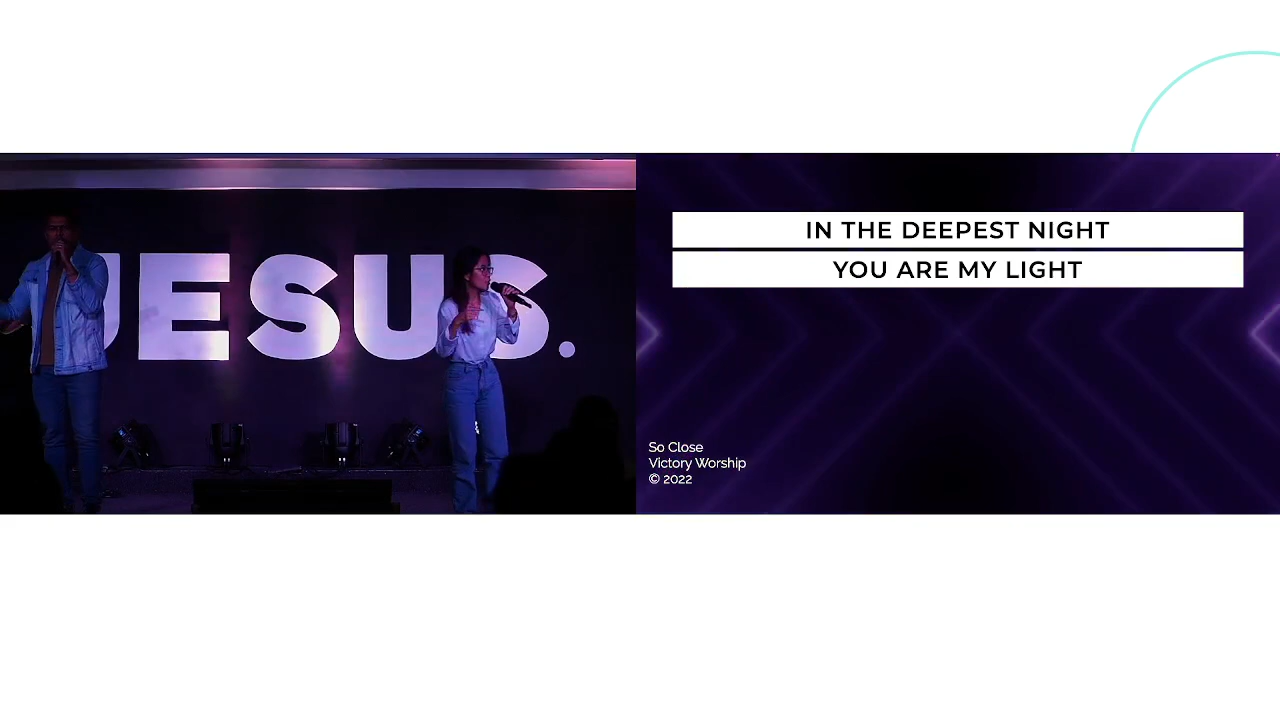 JESUS.
IN THE DEEPEST NIGHT
YOU ARE MY LIGHT
So Close
Victory Worship
© 2022